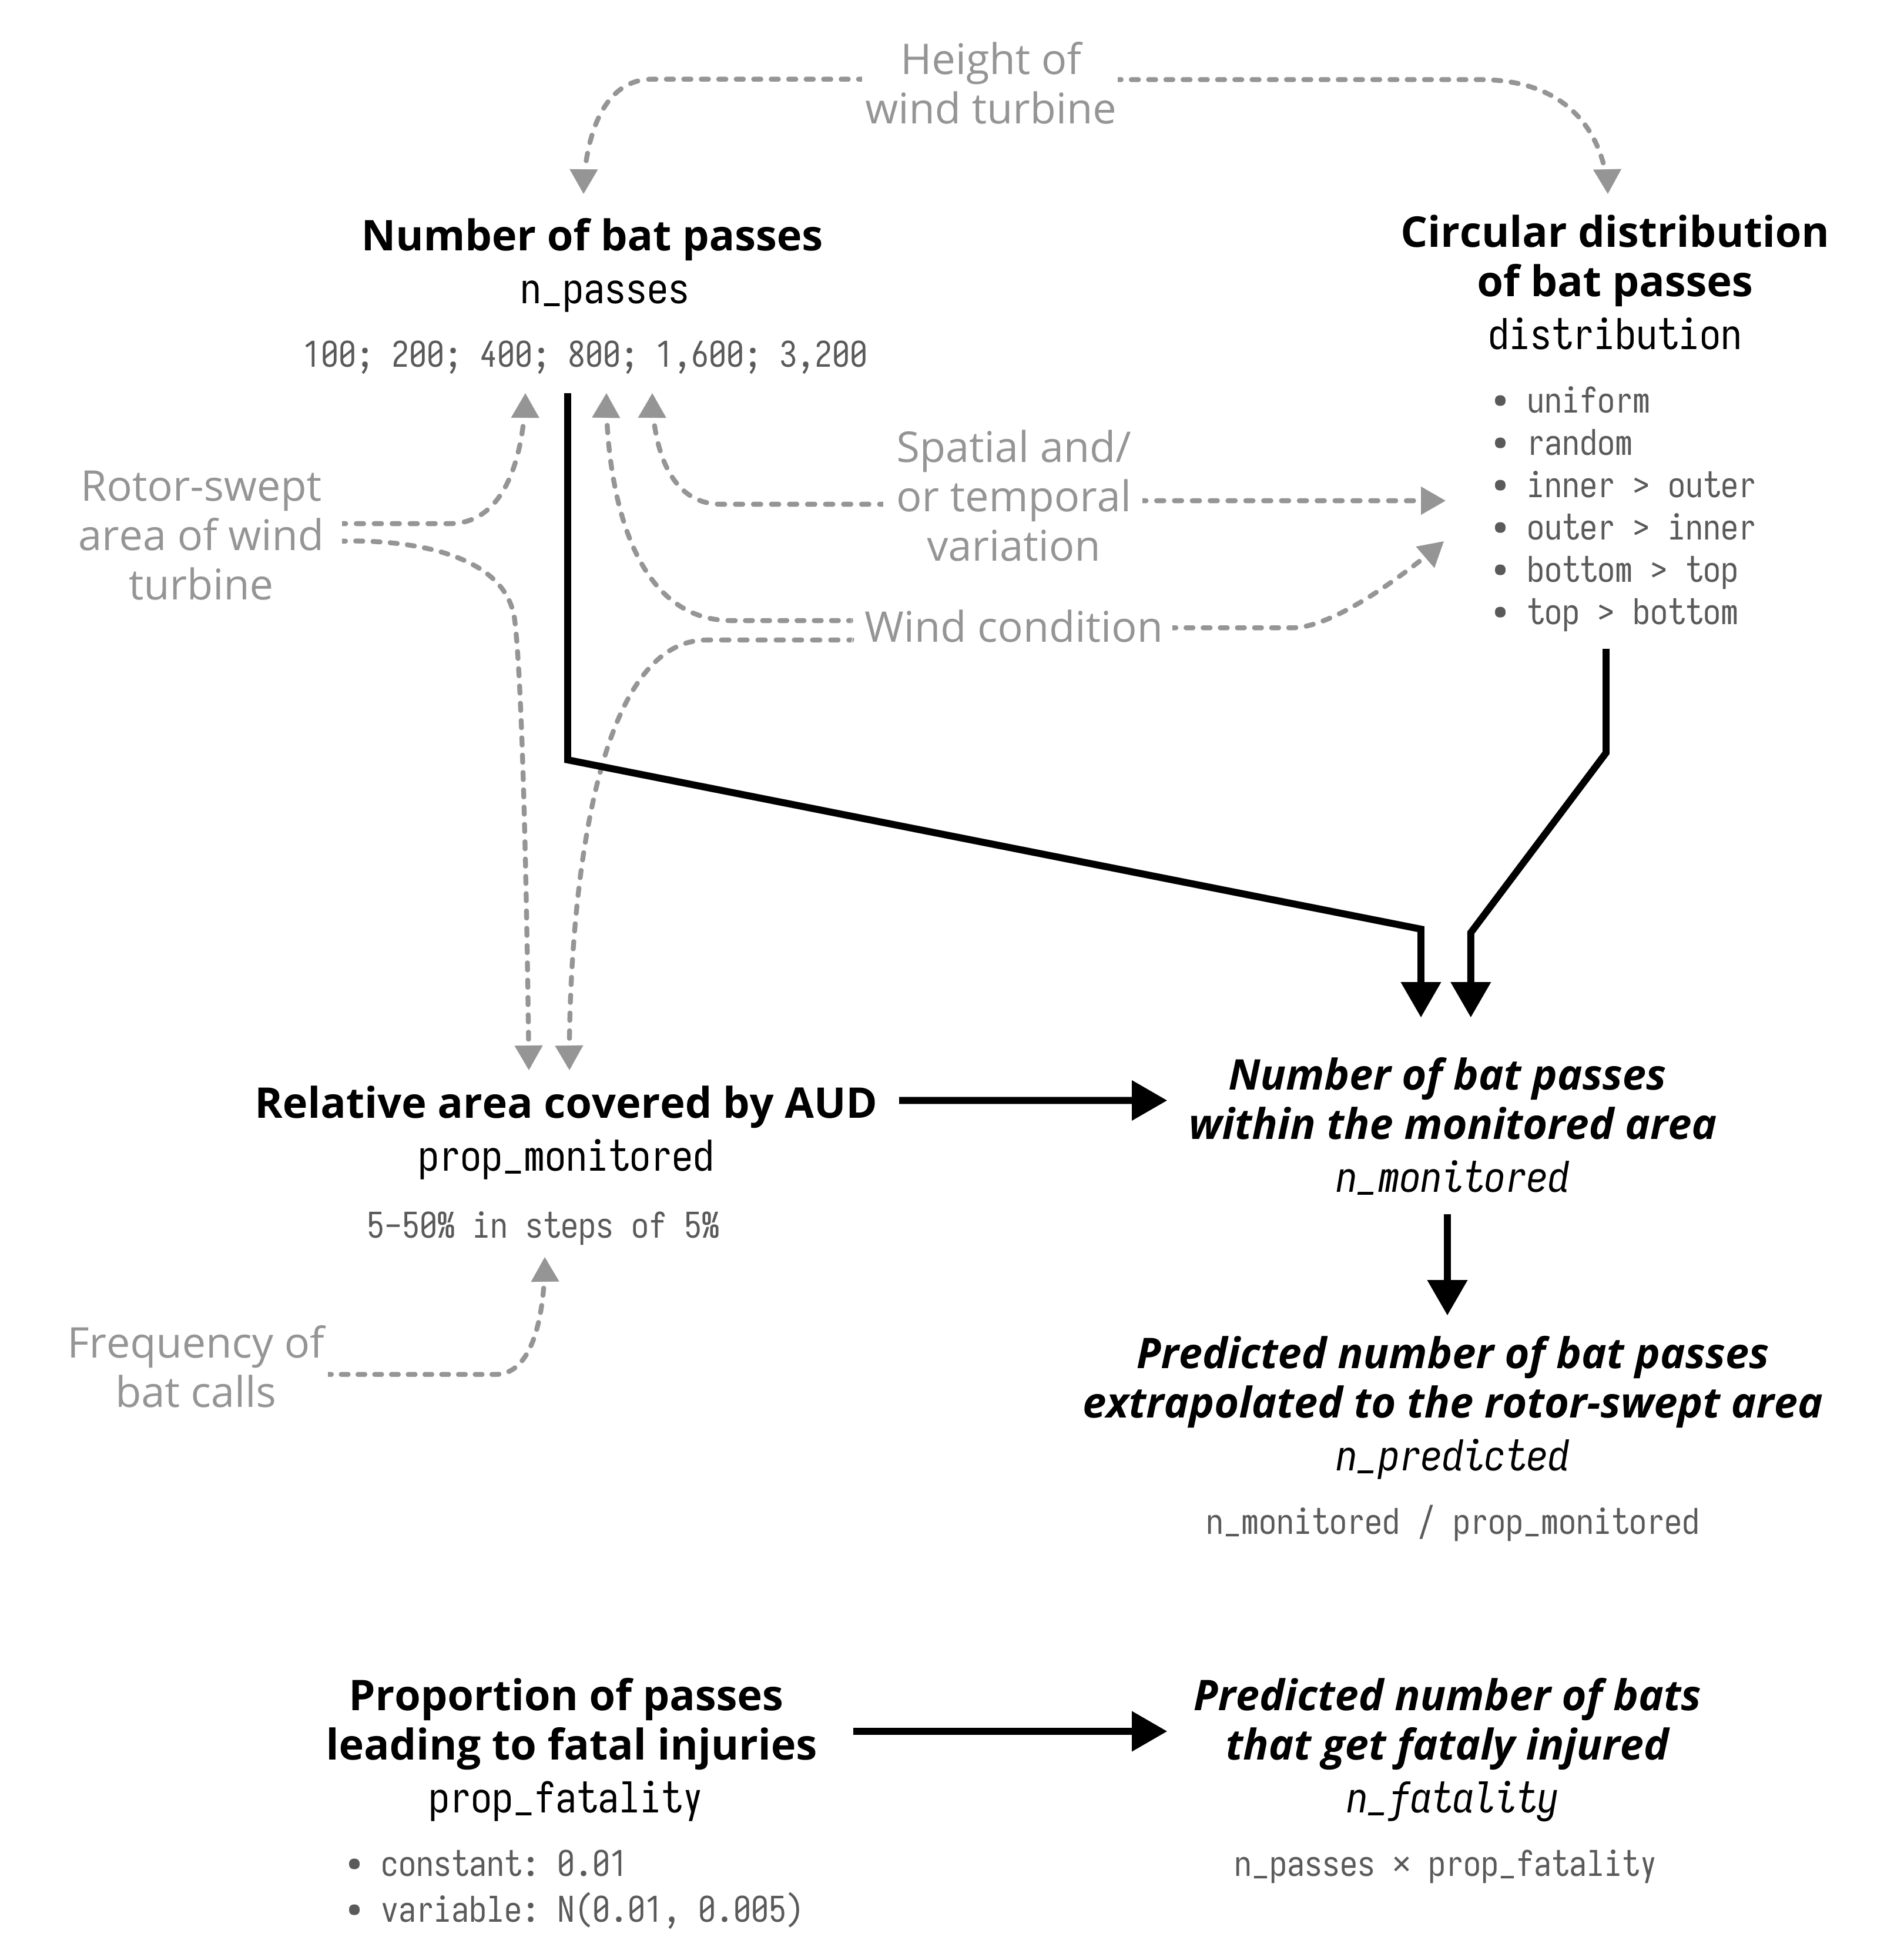 Height of
wind turbine
Number of bat passes
n_passes
100; 200; 400; 800; 1,600; 3,200
Circular distribution
of bat passes
distribution
• uniform
• random
• inner > outer
• outer > inner
• bottom > top
• top > bottom
Rotor-swept
area of wind
turbine
Spatial and/
or temporal
variation
Wind condition
Relative area covered by AUD
prop_monitored
5–50% in steps of 5%
Number of bat passes
within the monitored area
n_monitored
Frequency of
bat calls
Predicted number of bat passes
extrapolated to the rotor-swept area
n_predicted
n_monitored / prop_monitored
Proportion of passes
leading to fatal injuries
prop_fatality
• constant: 0.01
• variable: N(0.01, 0.005)
Predicted number of bats
that get fataly injured
n_fatality
n_passes × prop_fatality